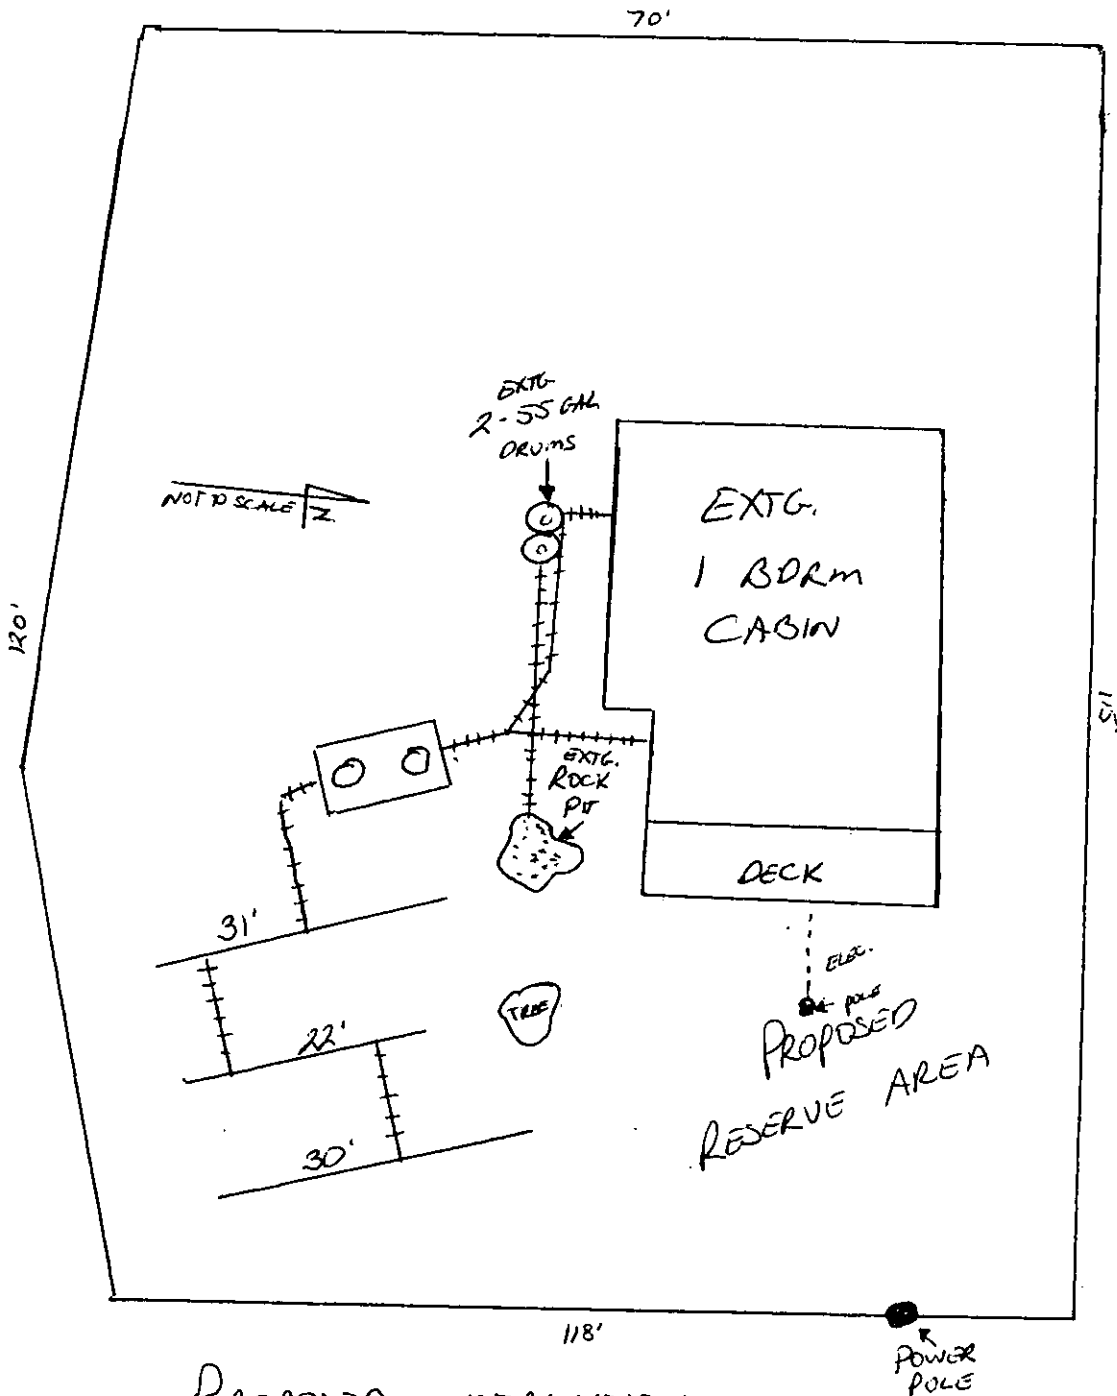 70'
EXTG.
2-55 GAL
DRUMS
NOT TO SCALE
EXTG.
1 BDRM
CABIN
120'
EXTG.
ROCK
PIT
DECK
31'
ELEC.
POLE
TREE
22'
PROPOSED
RESERVE AREA
30'
118'
POWER
POLE